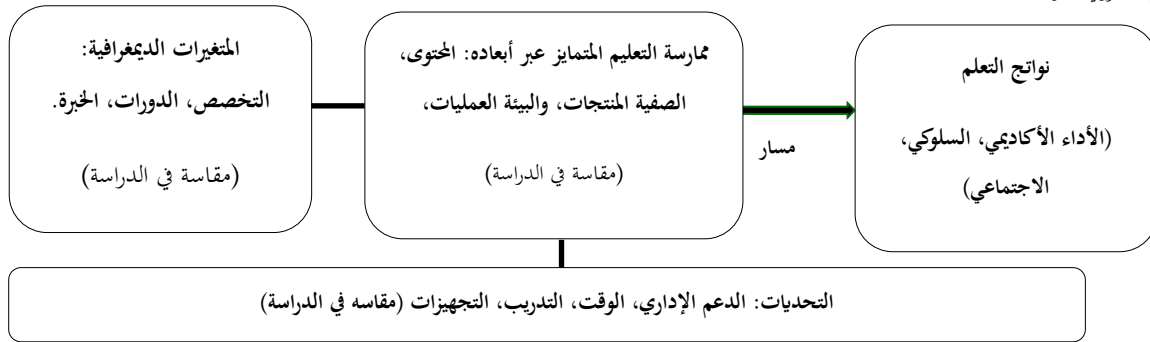 المتغيرات الديمغرافية:
التخصص، الدورات، الخبرة.
(مقاسة في الدراسة)
ممارسة التعليم المتمايز عبر أبعاده: المحتوى،
الصفية المنتجات، والبيئة العمليات،
(مقاسة في الدراسة)
مسار
نواتج التعلم
(الأداء الأكاديمي، السلوكي،
الاجتماعي)
التحديات: الدعم الإداري، الوقت، التدريب، التجهيزات (مقاسه في الدراسة)